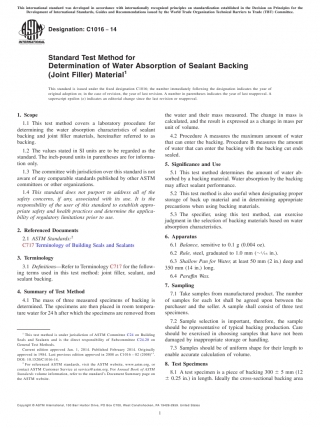 This international standard was developed in accordance with internationally recognized principles on standardization established in the Decision on Principles for the
Development of International Standards, Guides and Recommendations issued by the World Trade Organization Technical Barriers to Trade (TBT) Committee.
Designation: C1016 − 14
INTERNATIONAL
Standard Test Method for
Determination of Water Absorption of Sealant Backing
(Joint Filler) Material¹
This standard is issued under the fixed designation C1016; the number immediately following the designation indicates the year of
original adoption or, in the case of revision, the year of last revision. A number in parentheses indicates the year of last reapproval. A
superscript epsilon (ε) indicates an editorial change since the last revision or reapproval.
1. Scope
1.1 This test method covers a laboratory procedure for
determining the water absorption characteristics of sealant
backing and joint filler materials, hereinafter referred to as
backing.
1.2 The values stated in SI units are to be regarded as the
standard. The inch-pound units in parentheses are for informa-
tion only.
1.3 The committee with jurisdiction over this standard is not
aware of any comparable standards published by other ASTM
committees or other organizations.
1.4 This standard does not purport to address all of the
safety concerns, if any, associated with its use. It is the
responsibility of the user of this standard to establish appro-
priate safety and health practices and determine the applica-
bility of regulatory limitations prior to use.
2. Referenced Documents
2.1 ASTM Standards:²
C717 Terminology of Building Seals and Sealants
3. Terminology
3.1 Definitions—Refer to Terminology C717 for the follow-
ing terms used in this test method: joint filler, sealant, and
sealant backing.
4. Summary of Test Method
4.1 The mass of three measured specimens of backing is
determined. The specimens are then placed in room tempera-
ture water for 24 h after which the specimens are removed from
¹ This test method is under jurisdiction of ASTM Committee C24 on Building
Seals and Sealants and is the direct responsibility of Subcommittee C24.20 on
General Test Methods.
Current edition approved Jan. 1, 2014. Published February 2014. Originally
approved in 1984. Last previous edition approved in 2008 as C1016 – 02 (2008)
DOI: 10.1520/C1016-14.
² For referenced ASTM standards, visit the ASTM website, www.astm.org, or
contact ASTM Customer Service at service@astm.org. For Annual Book of ASTM
Standards volume information, refer to the standard's Document Summary page on
the ASTM website.
the water and their mass measured. The change in mass is
calculated, and the result is expressed as a change in mass per
unit of volume.
4.2 Procedure A measures the maximum amount of water
that can enter the backing. Procedure B measures the amount
of water that can enter the backing with the backing cut ends
sealed.
5. Significance and Use
5.1 This test method determines the amount of water ab-
sorbed by a backing material. Water absorption by the backing
may affect sealant performance.
5.2 This test method is also useful when designing proper
storage of back up material and in determining appropriate
precautions when using backing materials.
5.3 The specifier, using this test method, can exercise
judgment in the selection of backing materials based on water
absorption characteristics.
6. Apparatus
6.1 Balance, sensitive to 0.1 g (0.004 oz).
6.2 Rule, steel, graduated to 1.0 mm
6.3 Shallow Pan for Water, at least 50 mm (2 in.) deep and
350 mm (14 in.) long.
6.4 Paraffin Wax.
7. Sampling
7.1 Take samples from manufactured product. The number
of samples for each lot shall be agreed upon between the
purchaser and the seller. A sample shall consist of three test
specimens.
7.2 Sample selection is important, therefore, the sample
should be representative of typical backing production. Care
should be exercised in choosing samples that have not been
damaged by inappropriate storage or handling.
7.3 Samples should be of uniform shape for their length to
enable accurate calculation of volume.
8. Test Specimens
8.1 A test specimen is a piece of backing 300 ± 5 mm (12
± 0.25 in.) in length. Ideally the cross-sectional backing area
Copyright © ASTM International, 100 Barr Harbor Drive, PO Box C700, West Conshohocken, PA 19428-2959. United States
1